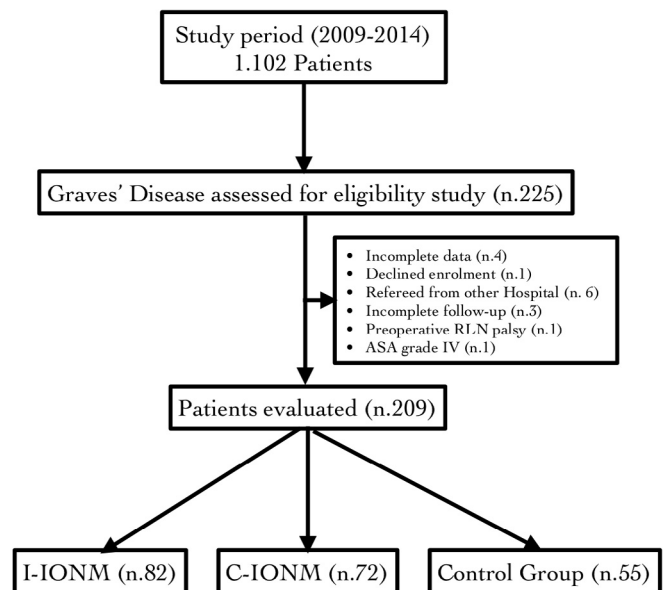 Study period (2009-2014)
1.102 Patients
Graves' Disease assessed for eligibility study (n.225)
• Incomplete data (n.4)
• Declined enrolment (n.1)
• Refereed from other Hospital (n. 6)
• Incomplete follow-up (n.3)
• Preoperative RLN palsy (n.1)
• ASA grade IV (n.1)
Patients evaluated (n.209)
I-IONM (n.82)
C-IONM (n.72)
Control Group (n.55)